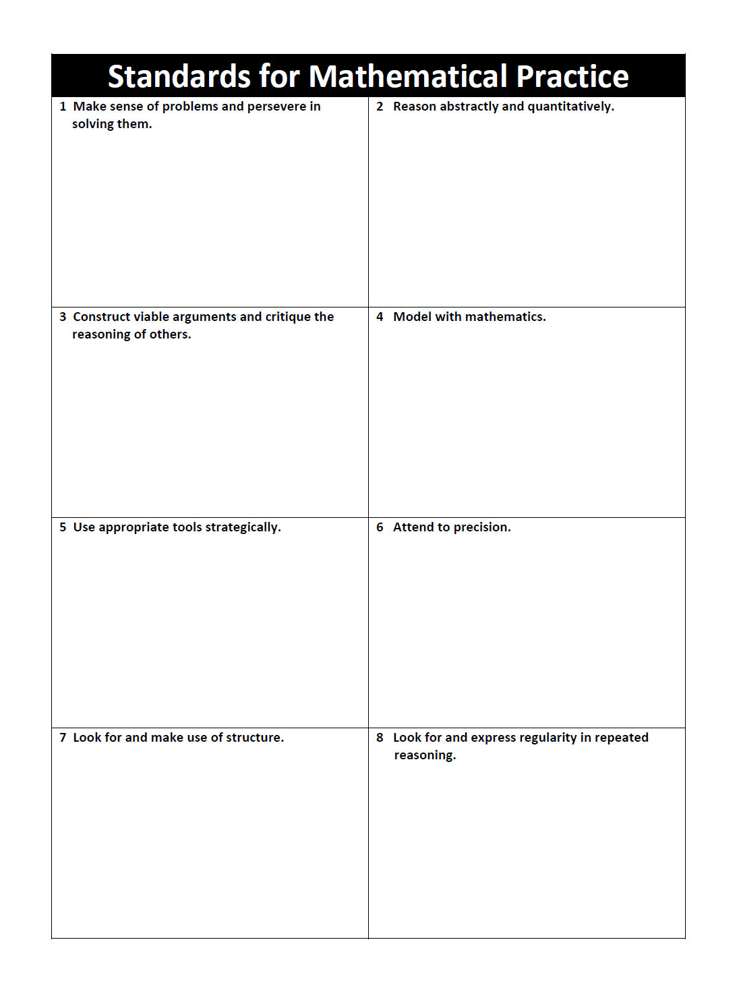 Standards for Mathematical Practice
1 Make sense of problems and persevere in
solving them.
2 Reason abstractly and quantitatively.
3 Construct viable arguments and critique the
reasoning of others.
4 Model with mathematics.
5 Use appropriate tools strategically.
6 Attend to precision.
7 Look for and make use of structure.
8 Look for and express regularity in repeated
reasoning.